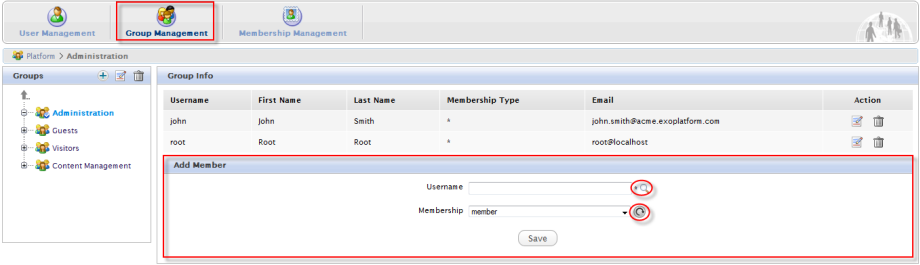 User Management Group Management Membership Management
Platform > Administration
Groups
Administration
Guests
Visitors
Content Management
Group Info
Username First Name Last Name Membership Type Email Action
john John Smith * john.smith@acme.exoplatform.com
root Root Root * root@localhost
Add Member
Username *
Membership member
Save